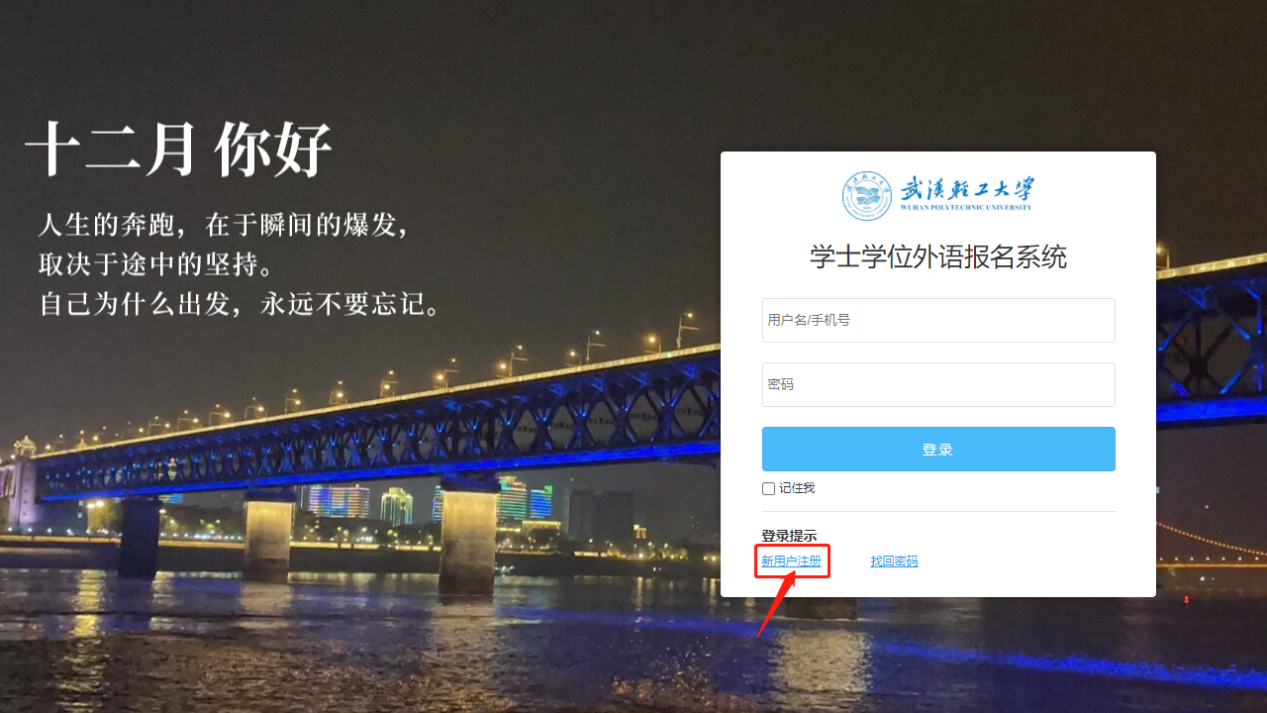 十二月 你好
人生的奔跑，在于瞬间的爆发，
取决于途中的坚持。
自己为什么出发，永远不要忘记。
武漢輕工大學
WUHAN POLYTECHNIC UNIVERSITY
学士学位外语报名系统
用户名/手机号
密码
登录
记住我
登录提示
新用户注册 找回密码